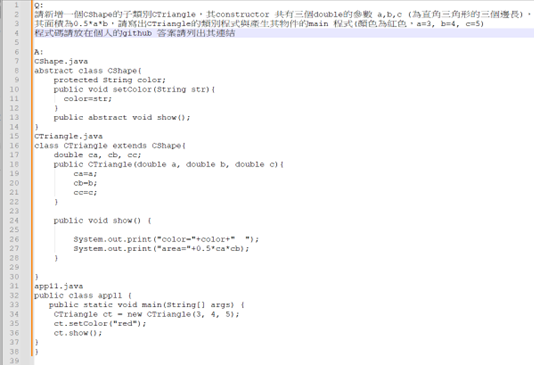 1 Q:
2 請新增一個CShape的子類別CTriangle，其constructor 共有三個double的參數 a,b,c (為直角三角形的三個邊長)，
3 其面積為0.5*a*b，請寫出CTriangle的類別程式與產生其物件的main 程式(顏色為紅色，a=3, b=4, c=5)
4 程式碼請放在個人的github 答案請列出其連結
5
6 A:
7 CShape.java
8 abstract class CShape{
9 protected String color;
10 public void setColor(String str){
11 color=str;
12 }
13 public abstract void show();
14 }
15 CTriangle.java
16 class CTriangle extends CShape{
17 double ca, cb, cc;
18 public CTriangle(double a, double b, double c){
19 ca=a;
20 cb=b;
21 cc=c;
22 }
23
24 public void show() {
25
26 System.out.print("color="+color+"  ");
27 System.out.print("area="+0.5*ca*cb);
28 }
29
30 }
31 app11.java
32 public class app11 {
33 public static void main(String[] args) {
34 CTriangle ct = new CTriangle(3, 4, 5);
35 ct.setColor("red");
36 ct.show();
37 }
38 }
39